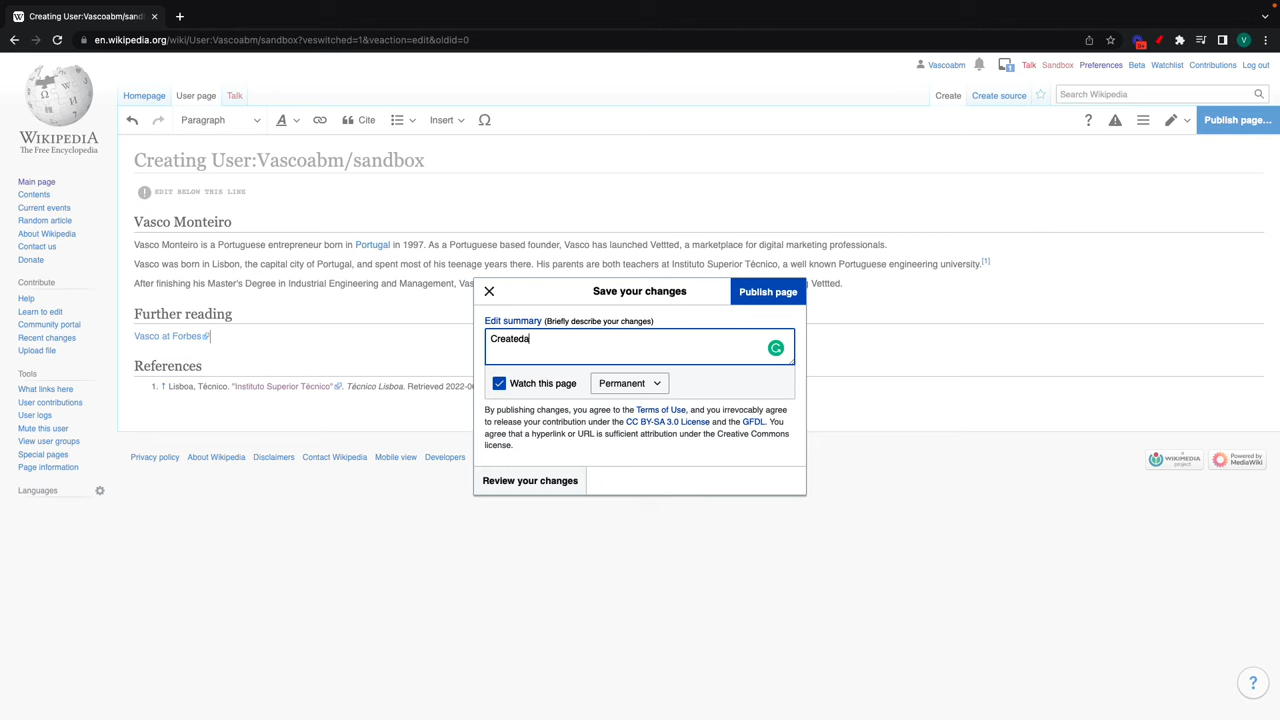 Creating User:Vascoabm/sand
en.wikipedia.org/wiki/User:Vascoabm/sandbox?veswitched=1&veaction=edit&oldid=0
9+
V
Vascoabm
1
Talk
Sandbox
Preferences
Beta
Watchlist
Contributions
Log out
WIKIPEDIA
The Free Encyclopedia
Homepage
User page
Talk
Create
Create source
Search Wikipedia
Paragraph
A
Cite
Insert
Ω
?
Publish page...
Main page
Contents
Current events
Random article
About Wikipedia
Contact us
Donate
Contribute
Help
Learn to edit
Community portal
Recent changes
Upload file
Tools
What links here
User contributions
User logs
Mute this user
View user groups
Special pages
Page information
Languages
Creating User:Vascoabm/sandbox
EDIT BELOW THIS LINE
Vasco Monteiro
Vasco Monteiro is a Portuguese entrepreneur born in Portugal in 1997. As a Portuguese based founder, Vasco has launched Vettted, a marketplace for digital marketing professionals.
Vasco was born in Lisbon, the capital city of Portugal, and spent most of his teenage years there. His parents are both teachers at Instituto Superior Técnico, a well known Portuguese engineering university.[1]
After finishing his Master's Degree in Industrial Engineering and Management, Vas
g Vettted.
Further reading
Vasco at Forbes
References
1. ↑ Lisboa, Técnico. "Instituto Superior Técnico". Técnico Lisboa. Retrieved 2022-0
Save your changes
Publish page
Edit summary (Briefly describe your changes)
Createda
Watch this page
Permanent
By publishing changes, you agree to the Terms of Use, and you irrevocably agree
to release your contribution under the CC BY-SA 3.0 License and the GFDL. You
agree that a hyperlink or URL is sufficient attribution under the Creative Commons
license.
Review your changes
Privacy policy
About Wikipedia
Disclaimers
Contact Wikipedia
Mobile view
Developers
WIKIMEDIA
project
Powered by
MediaWiki
?